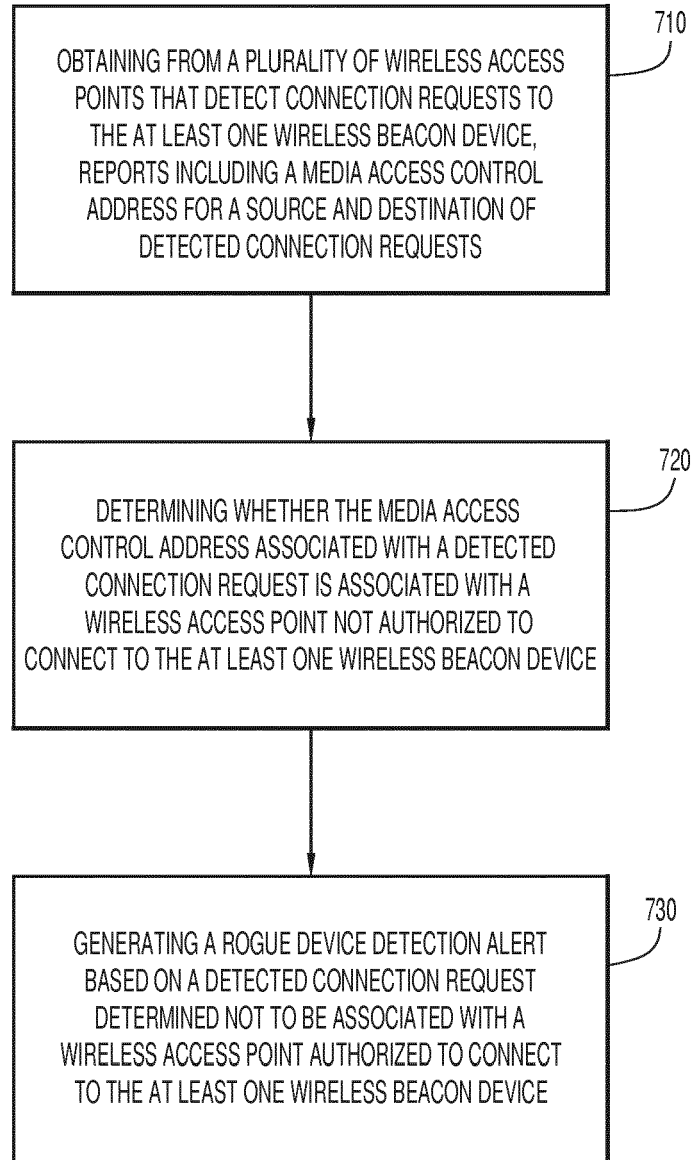 710
OBTAINING FROM A PLURALITY OF WIRELESS ACCESS
POINTS THAT DETECT CONNECTION REQUESTS TO
THE AT LEAST ONE WIRELESS BEACON DEVICE,
REPORTS INCLUDING A MEDIA ACCESS CONTROL
ADDRESS FOR A SOURCE AND DESTINATION OF
DETECTED CONNECTION REQUESTS
720
DETERMINING WHETHER THE MEDIA ACCESS
CONTROL ADDRESS ASSOCIATED WITH A DETECTED
CONNECTION REQUEST IS ASSOCIATED WITH A
WIRELESS ACCESS POINT NOT AUTHORIZED TO
CONNECT TO THE AT LEAST ONE WIRELESS BEACON DEVICE
730
GENERATING A ROGUE DEVICE DETECTION ALERT
BASED ON A DETECTED CONNECTION REQUEST
DETERMINED NOT TO BE ASSOCIATED WITH A
WIRELESS ACCESS POINT AUTHORIZED TO CONNECT
TO THE AT LEAST ONE WIRELESS BEACON DEVICE